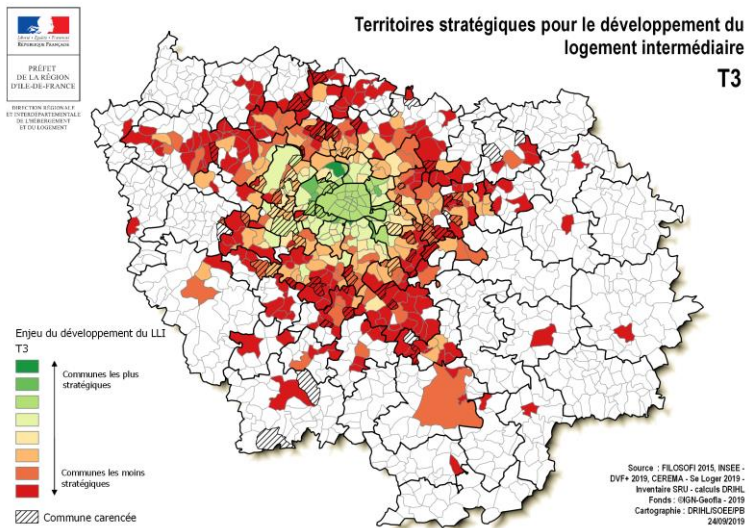 Liberté • Égalité • Fraternité
RÉPUBLIQUE FRANÇAISE
PRÉFET
DE LA RÉGION
D'ILE-DE-FRANCE
DIRECTION RÉGIONALE
ET INTERDÉPARTEMENTALE
DE L'HÉBERGEMENT
ET DU LOGEMENT
Territoires stratégiques pour le développement du
logement intermédiaire
T3
Enjeu du développement du LLI
T3
Communes les plus
stratégiques
Communes les moins
stratégiques
Commune carencée
Source : FILOSOFI 2015, INSEE -
DVF+ 2019, CEREMA - Se Loger 2019 -
Inventaire SRU - calculs DRIHL
Fonds : ©IGN-Geofla - 2019
Cartographie : DRIHL/SOEE/PB
24/09/2019